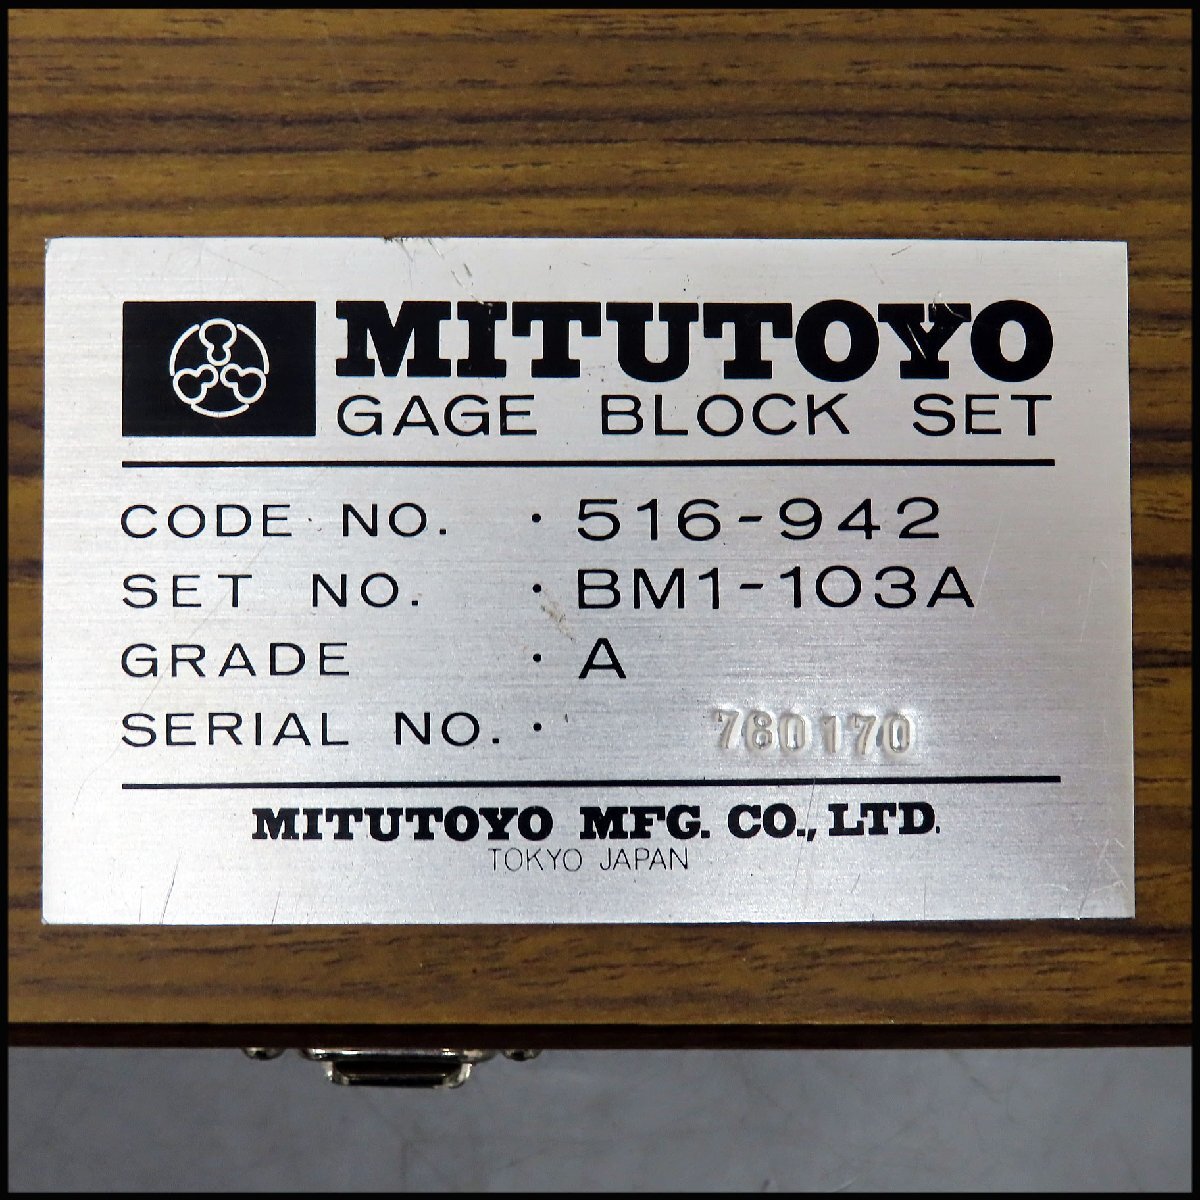 MITUTOYO
GAGE BLOCK SET
CODE NO. · 516-942
SET NO. · BM1-103A
GRADE · A
SERIAL NO. · 780170
MITUTOYO MFG. CO., LTD.
TOKYO JAPAN